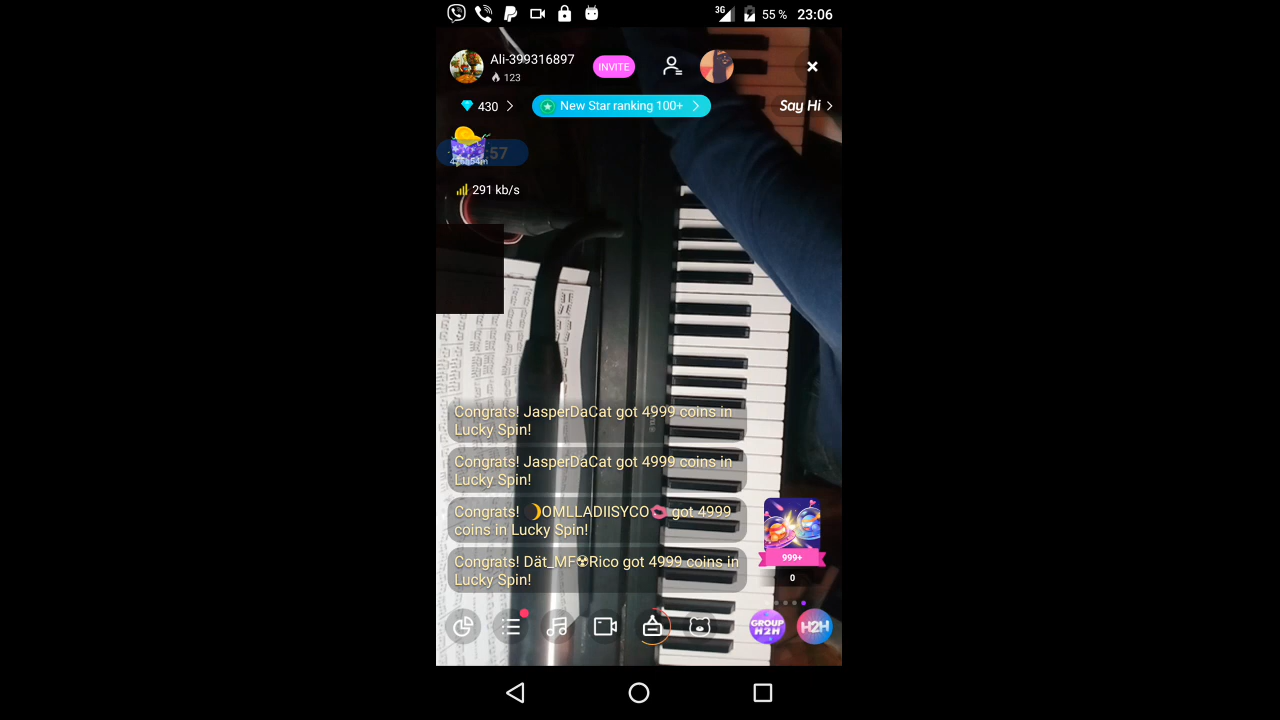 3G 55 % 23:06
Ali-399316897
123
INVITE
430
New Star ranking 100+
Say Hi
57
291 kb/s
Congrats! JasperDaCat got 4999 coins in
Lucky Spin!
Congrats! JasperDaCat got 4999 coins in
Lucky Spin!
Congrats! 🌖OMLLADIISYCO💋 got 4999
coins in Lucky Spin!
Congrats! Dät_MF☢Rico got 4999 coins in
Lucky Spin!
999+
0
GROUP
H2H
H2H